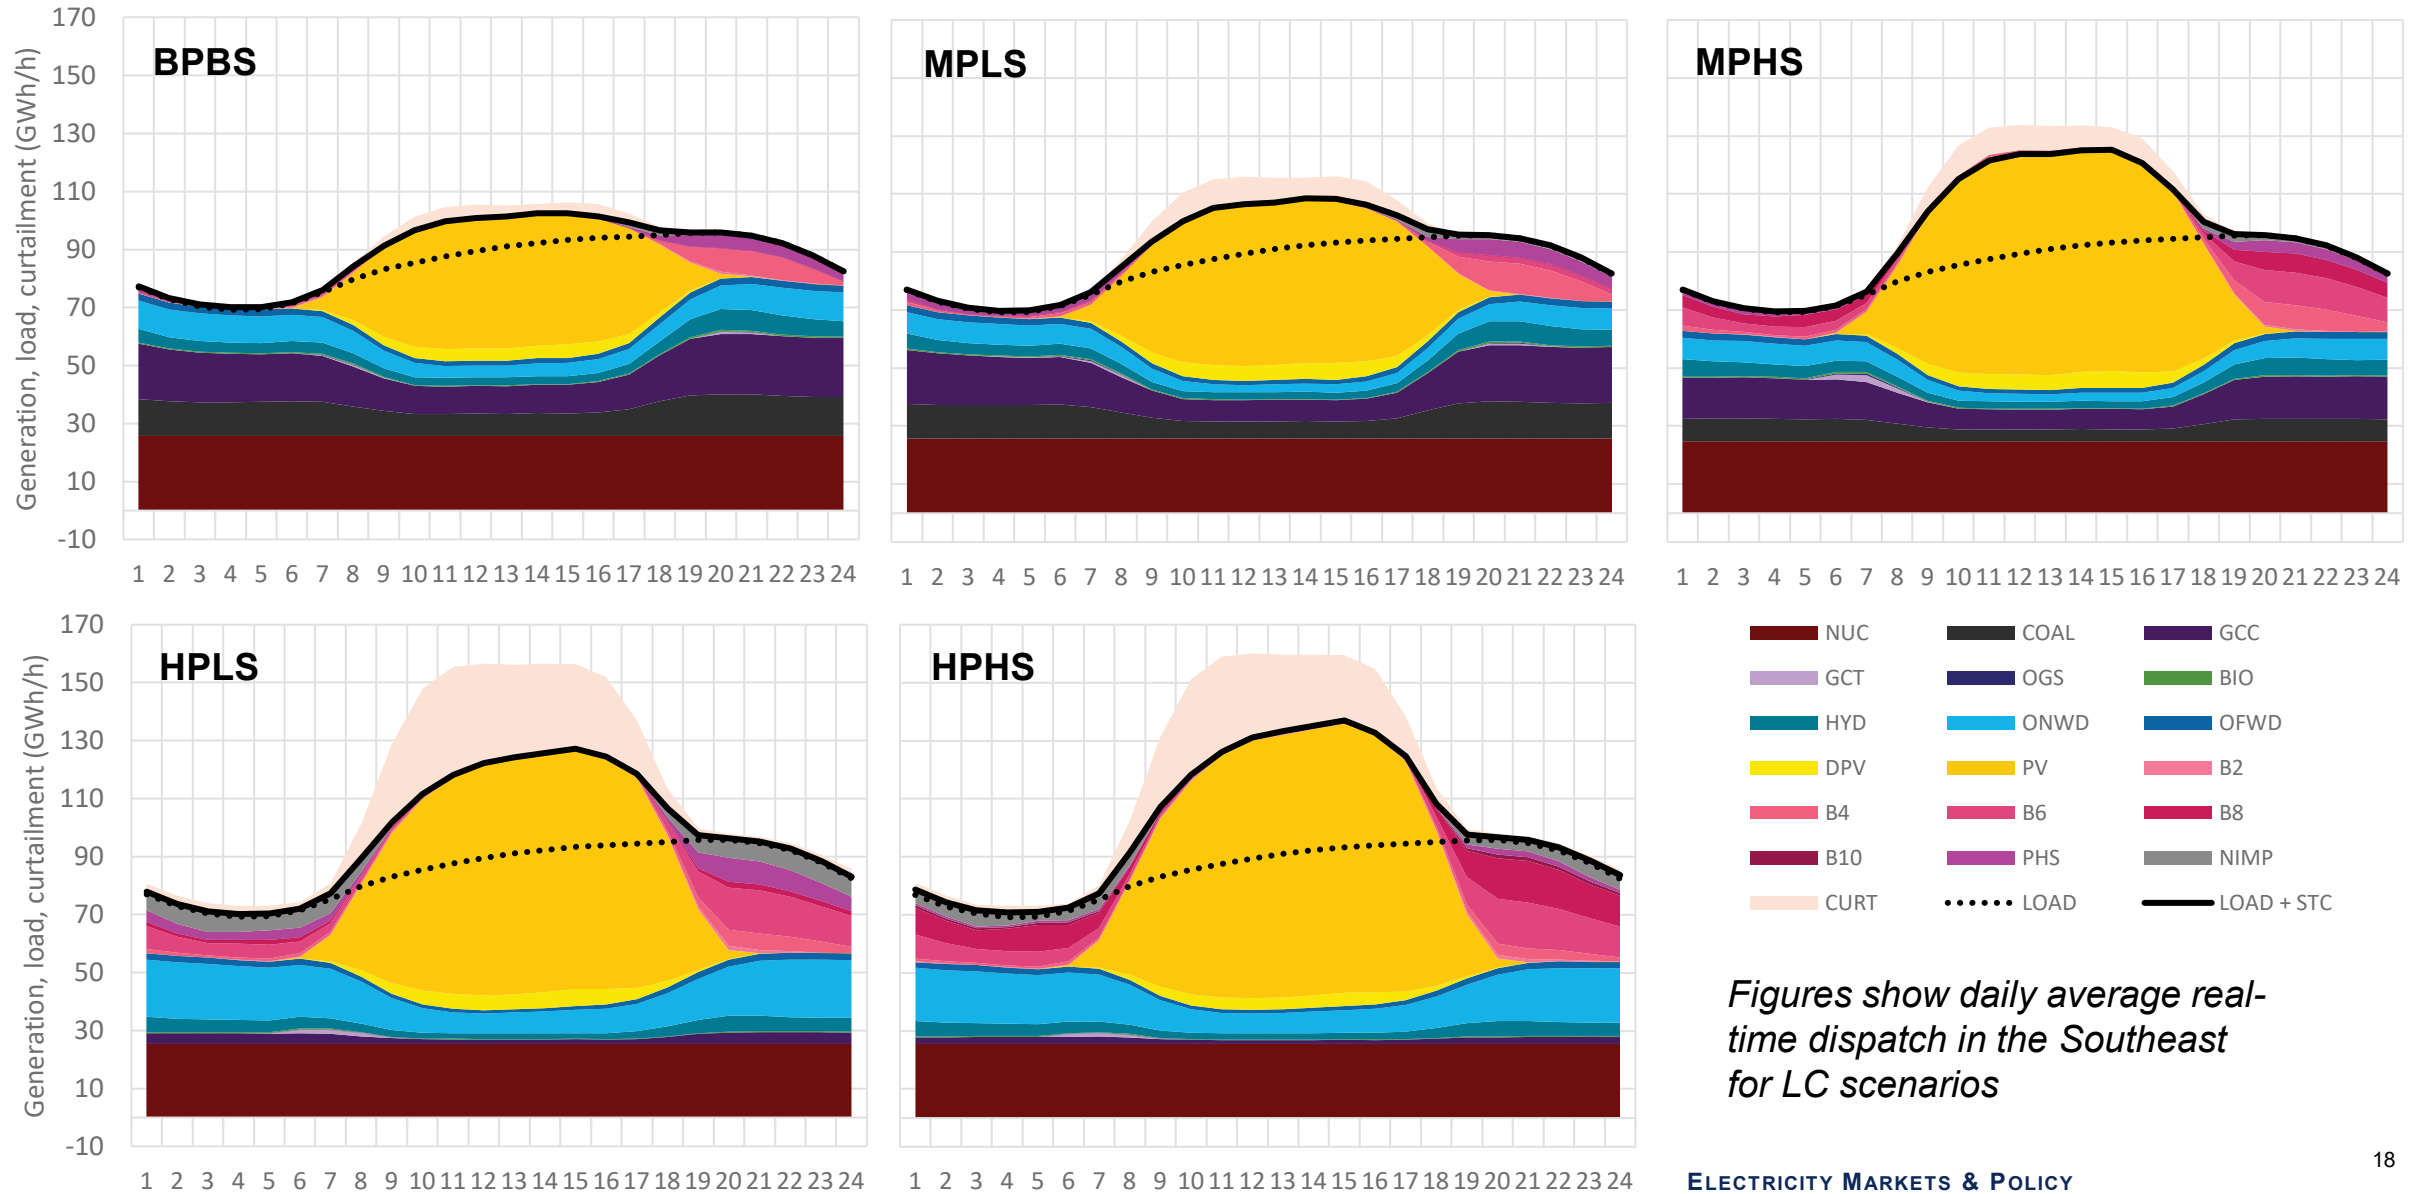 BPBS
MPLS
MPHS
Generation, load, curtailment (GWh/h)
170
150
130
110
90
70
50
30
10
-10
1 2 3 4 5 6 7 8 9 10 11 12 13 14 15 16 17 18 19 20 21 22 23 24
1 2 3 4 5 6 7 8 9 10 11 12 13 14 15 16 17 18 19 20 21 22 23 24
1 2 3 4 5 6 7 8 9 10 11 12 13 14 15 16 17 18 19 20 21 22 23 24
HPLS
HPHS
Generation, load, curtailment (GWh/h)
170
150
130
110
90
70
50
30
10
-10
1 2 3 4 5 6 7 8 9 10 11 12 13 14 15 16 17 18 19 20 21 22 23 24
1 2 3 4 5 6 7 8 9 10 11 12 13 14 15 16 17 18 19 20 21 22 23 24
NUC COAL GCC
GCT OGS BIO
HYD ONWD OFWD
DPV PV B2
B4 B6 B8
B10 PHS NIMP
CURT LOAD LOAD + STC
Figures show daily average real-
time dispatch in the Southeast
for LC scenarios
18
ELECTRICITY MARKETS & POLICY